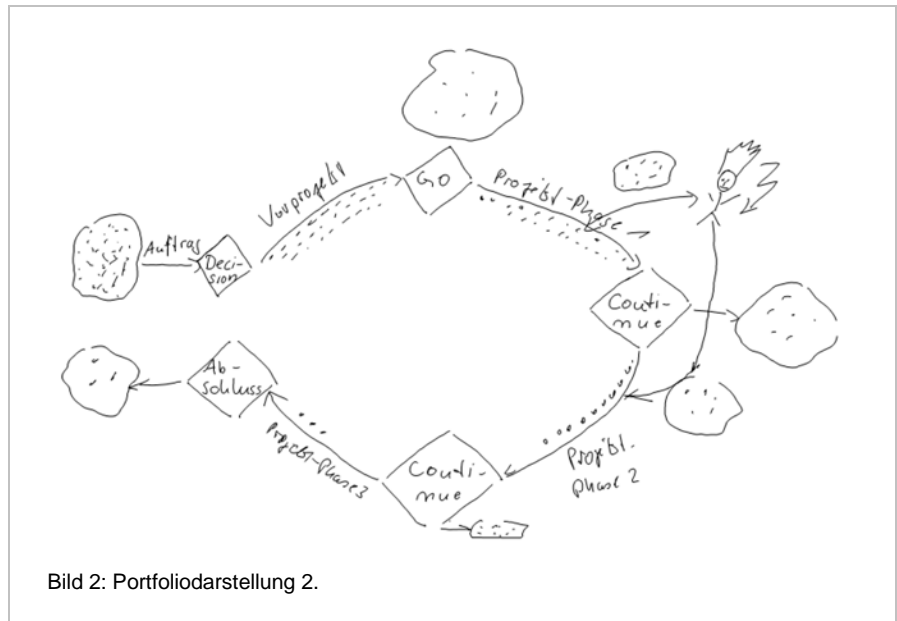 GO
Vorprojekt
Projekt-Phase 1
Auftrag
Deci-
sion
Conti-
nue
Ab-
schluss
Projekt-Phase 3
Conti-
nue
Projekt-
Phase 2
Bild 2: Portfoliodarstellung 2.